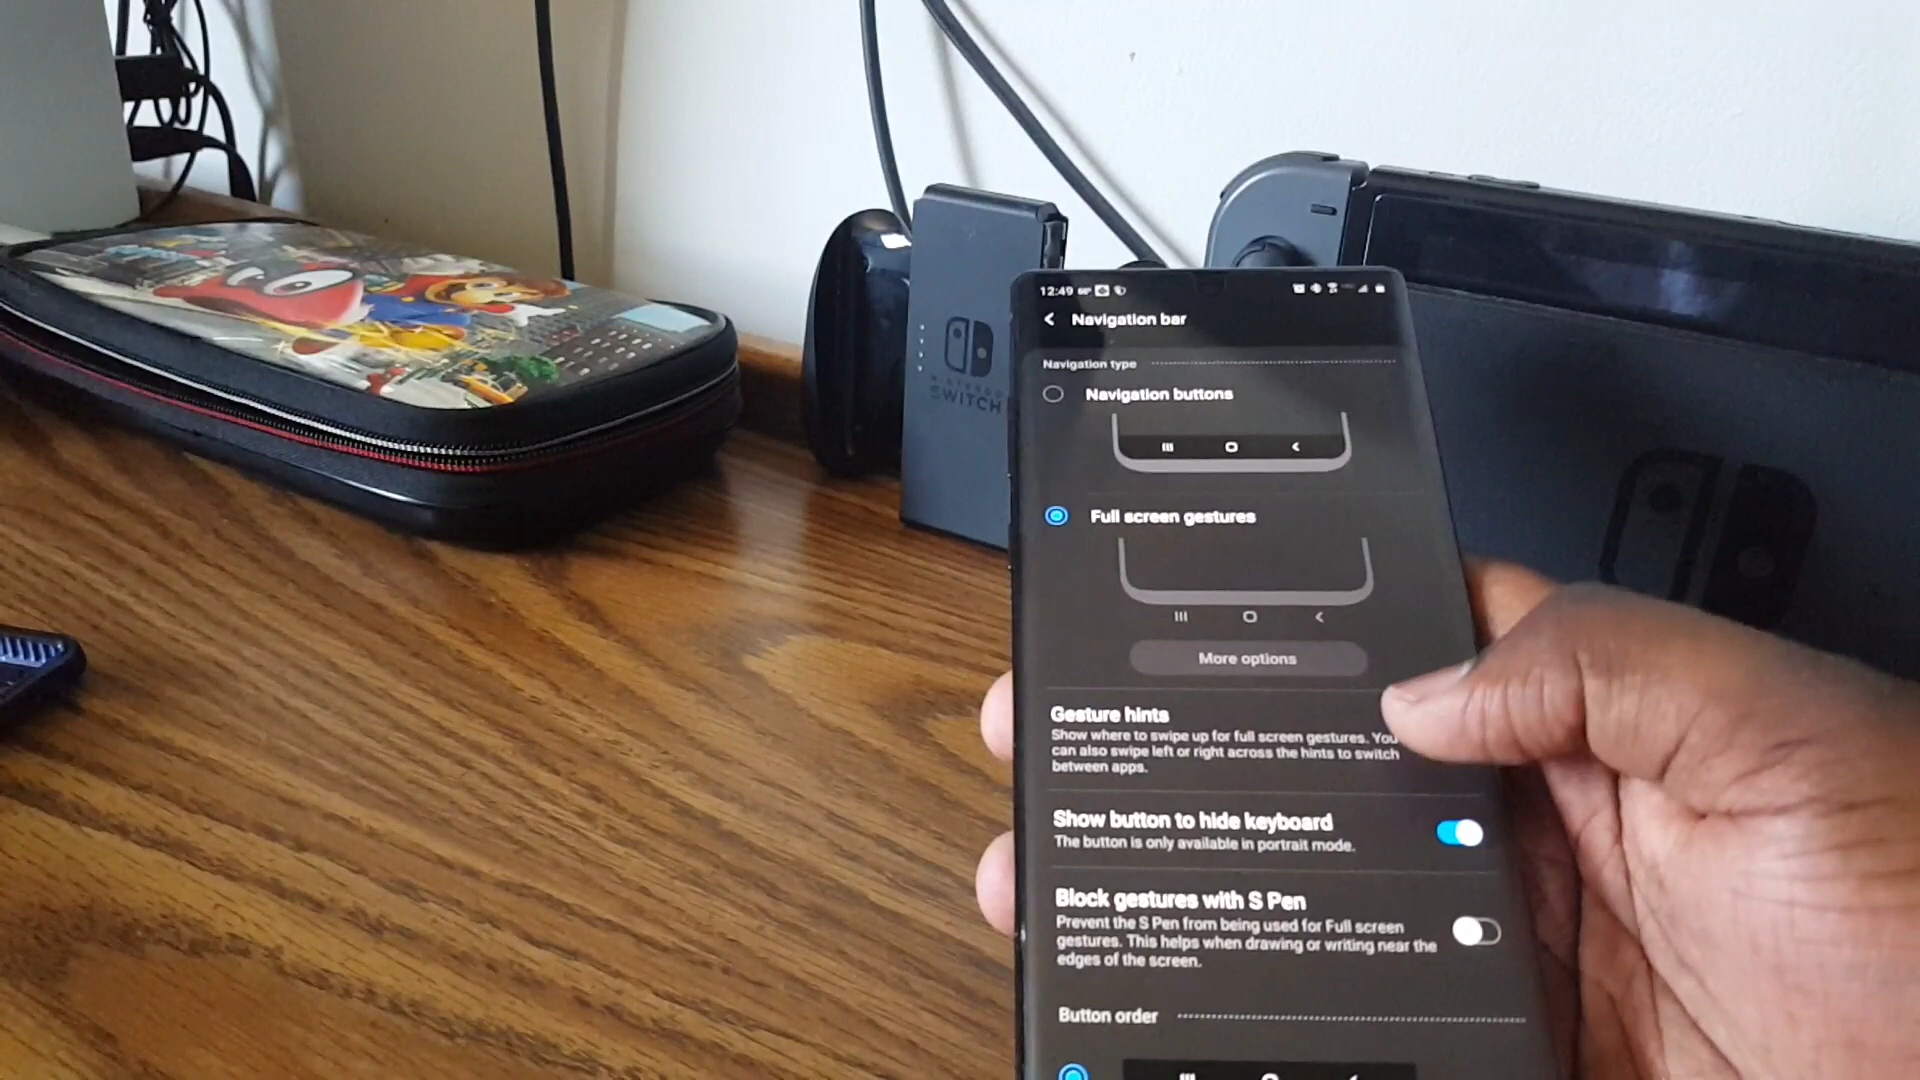 12:49
Navigation bar
Navigation type
Navigation buttons
Full screen gestures
More options
Gesture hints
Show where to swipe up for full screen gestures. You
can also swipe left or right across the hints to switch
between apps.
Show button to hide keyboard
The button is only available in portrait mode.
Block gestures with S Pen
Prevent the S Pen from being used for Full screen
gestures. This helps when drawing or writing near the
edges of the screen.
Button order
SWITCH